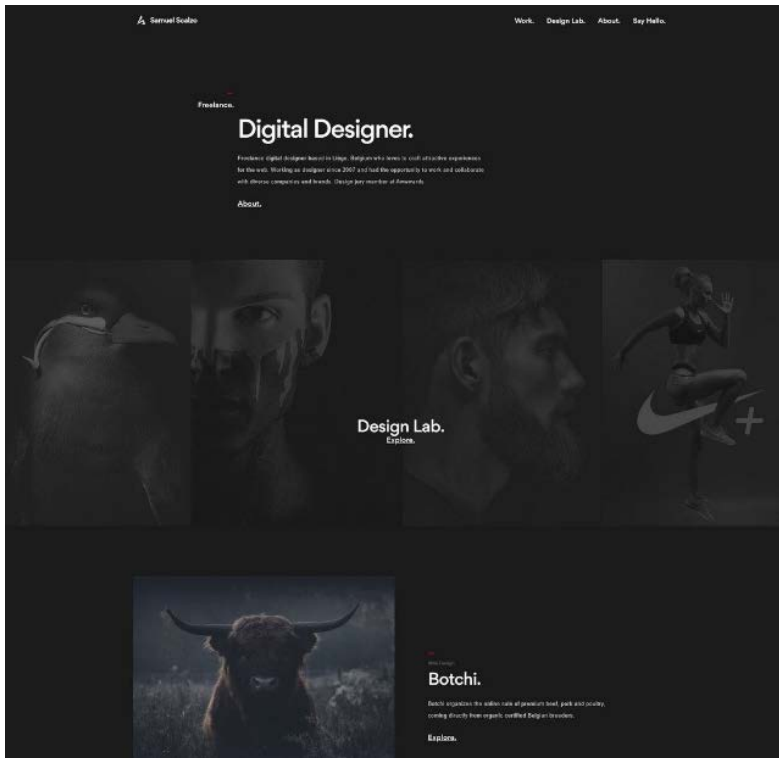 Samuel Scalzo
Work. Design Lab. About. Say Hello.
Freelance.
Digital Designer.
Freelance digital designer based in Liège, Belgium who loves to craft attractive experiences
for the web. Working as designer since 2007 and had the opportunity to work and collaborate
with diverse companies and brands. Design jury member of Awwwards.
About.
Design Lab.
Explore.
Web Design
Botchi.
Botchi organizes the online sale of premium beef, pork and poultry,
coming directly from organic certified Belgian breeders.
Explore.